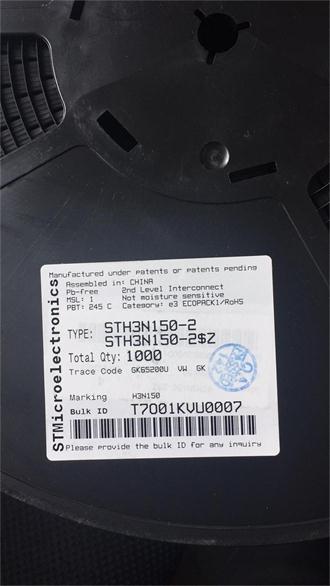 Manufactured under patents or patents pending
Assembled in: CHINA
Pb-free 2nd Level Interconnect
MSL: 1 Not moisture sensitive
PBT: 245 C Category: e3 ECOPACK1/RoHS
TYPE: STH3N150-2
STH3N150-2$Z
Total Qty: 1000
Trace Code GK65200U VW GK
Marking H3N150
Bulk ID T7001KVU0007
Please provide the bulk ID for any inquiry
STMicroelectronics